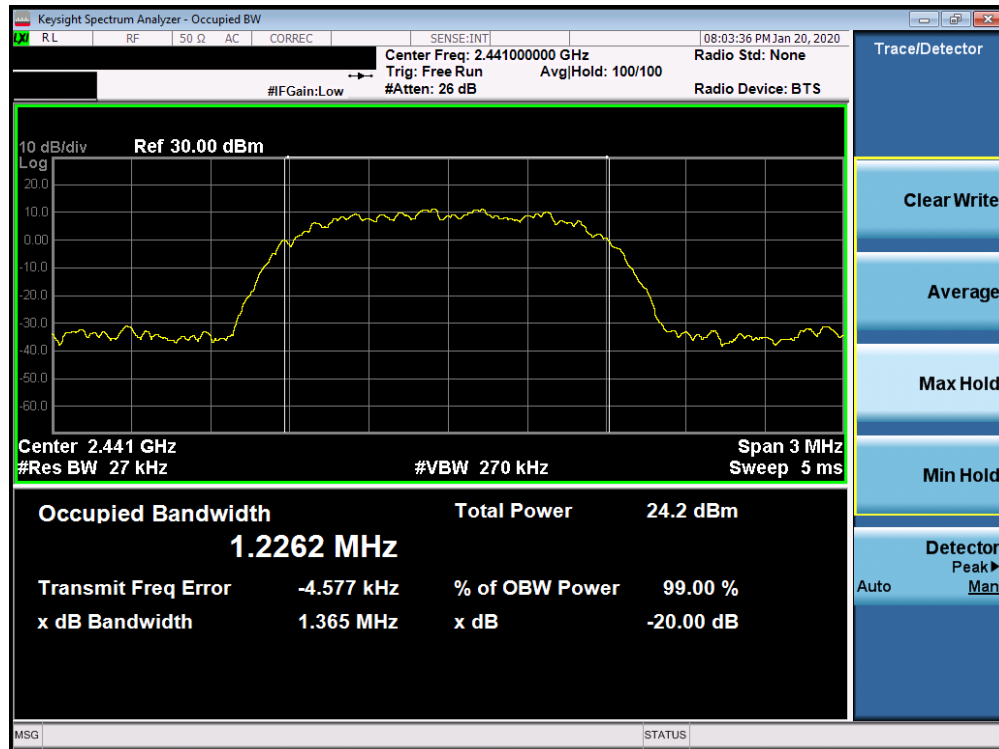 Keysight Spectrum Analyzer - Occupied BW
LXI RL RF 50 Ω AC CORREC SENSE:INT 08:03:36 PM Jan 20, 2020
Center Freq: 2.441000000 GHz Radio Std: None
Trig: Free Run Avg|Hold: 100/100
#IFGain:Low #Atten: 26 dB Radio Device: BTS
Trace/Detector
10 dB/div Ref 30.00 dBm
Log
20.0
10.0
0.00
-10.0
-20.0
-30.0
-40.0
-50.0
-60.0
Center 2.441 GHz Span 3 MHz
#Res BW 27 kHz #VBW 270 kHz Sweep 5 ms
Occupied Bandwidth Total Power 24.2 dBm
1.2262 MHz
Transmit Freq Error -4.577 kHz % of OBW Power 99.00 %
x dB Bandwidth 1.365 MHz x dB -20.00 dB
Clear Write
Average
Max Hold
Min Hold
Detector
Peak▶
Auto Man
MSG STATUS